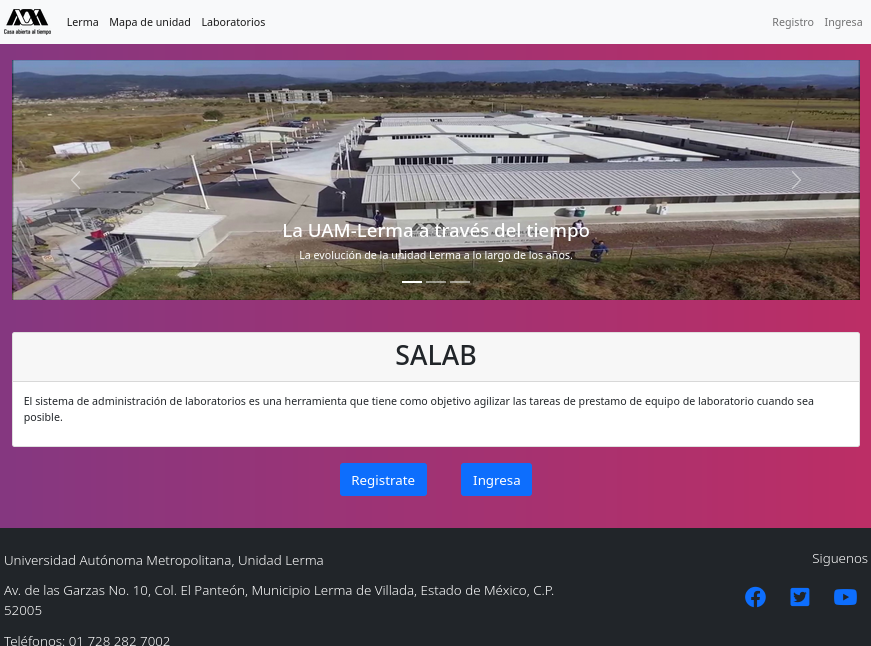 Casa abierta al tiempo
Lerma Mapa de unidad Laboratorios
Registro Ingresa
La UAM-Lerma a través del tiempo
La evolución de la unidad Lerma a lo largo de los años.
SALAB
El sistema de administración de laboratorios es una herramienta que tiene como objetivo agilizar las tareas de prestamo de equipo de laboratorio cuando sea
posible.
Registrate
Ingresa
Universidad Autónoma Metropolitana, Unidad Lerma
Siguenos
Av. de las Garzas No. 10, Col. El Panteón, Municipio Lerma de Villada, Estado de México, C.P.
52005
Teléfonos: 01 728 282 7002